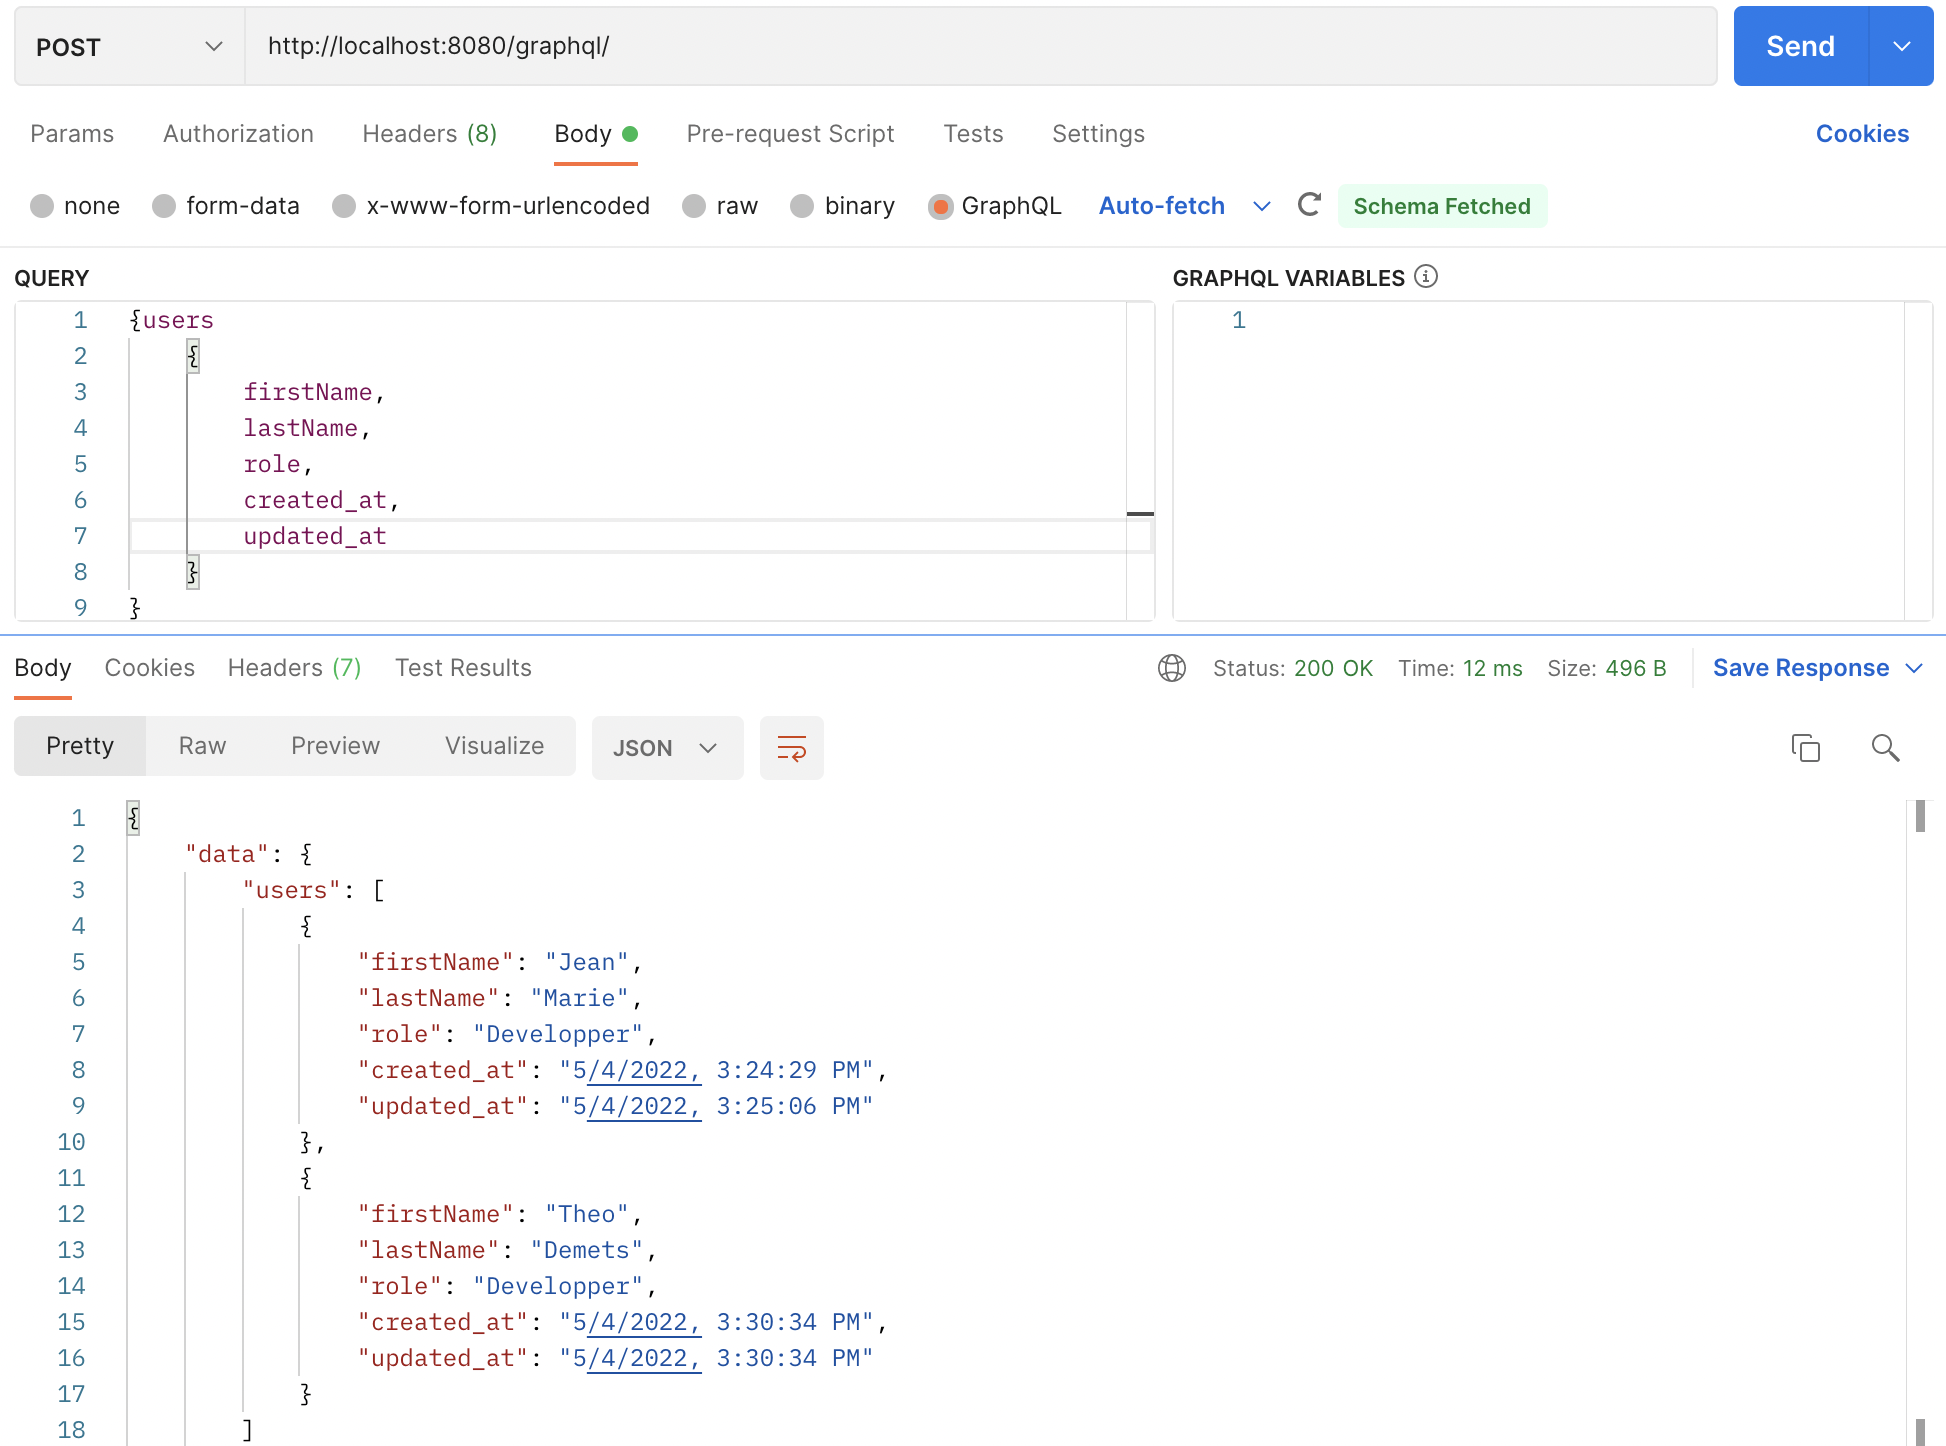 POST http://localhost:8080/graphql/ Send
Params Authorization Headers (8) Body Pre-request Script Tests Settings Cookies
none form-data x-www-form-urlencoded raw binary GraphQL Auto-fetch Schema Fetched
QUERY GRAPHQL VARIABLES
1 {users
2 {
3 firstName,
4 lastName,
5 role,
6 created_at,
7 updated_at
8 }
9 }
1
Body Cookies Headers (7) Test Results Status: 200 OK Time: 12 ms Size: 496 B Save Response
Pretty Raw Preview Visualize JSON
1 {
2 "data": {
3 "users": [
4 {
5 "firstName": "Jean",
6 "lastName": "Marie",
7 "role": "Developper",
8 "created_at": "5/4/2022, 3:24:29 PM",
9 "updated_at": "5/4/2022, 3:25:06 PM"
10 },
11 {
12 "firstName": "Theo",
13 "lastName": "Demets",
14 "role": "Developper",
15 "created_at": "5/4/2022, 3:30:34 PM",
16 "updated_at": "5/4/2022, 3:30:34 PM"
17 }
18 ]